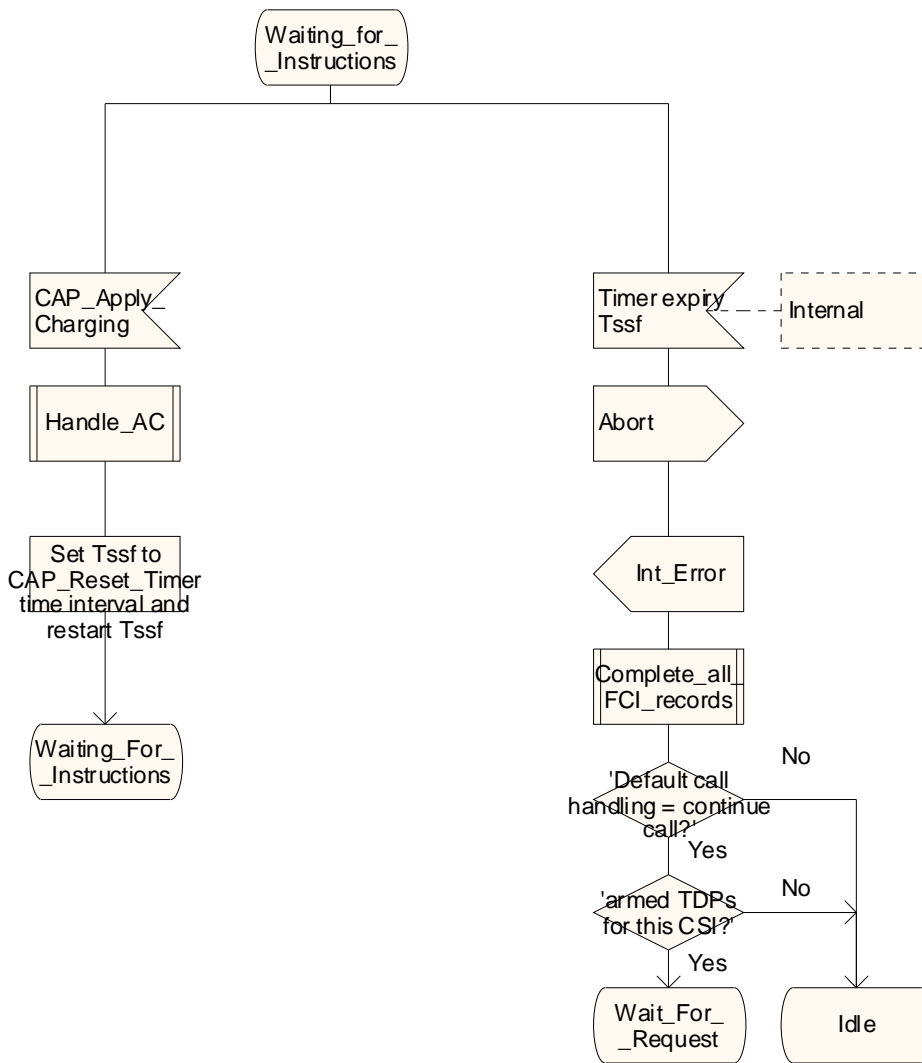 Waiting_for_
_Instructions
CAP_Apply_
Charging
Handle_AC
Set Tssf to
CAP_Reset_Timer
time interval and
restart Tssf
Waiting_For_
_Instructions
Timer expiry
Tssf
Internal
Abort
Int_Error
Complete_all_
FCI_records
'Default call
handling = continue
call?'
No
Yes
'armed TDPs
for this CSI?'
No
Yes
Wait_For_
_Request
Idle